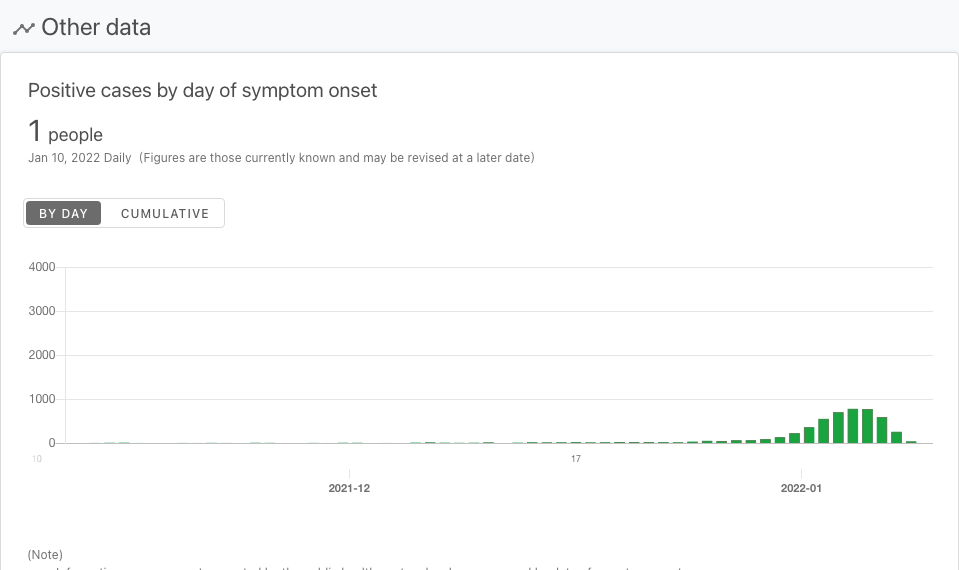 Other data
Positive cases by day of symptom onset
1 people
Jan 10, 2022 Daily (Figures are those currently known and may be revised at a later date)
BY DAY CUMULATIVE
4000
3000
2000
1000
0
10 17
2021-12 2022-01
(Note)